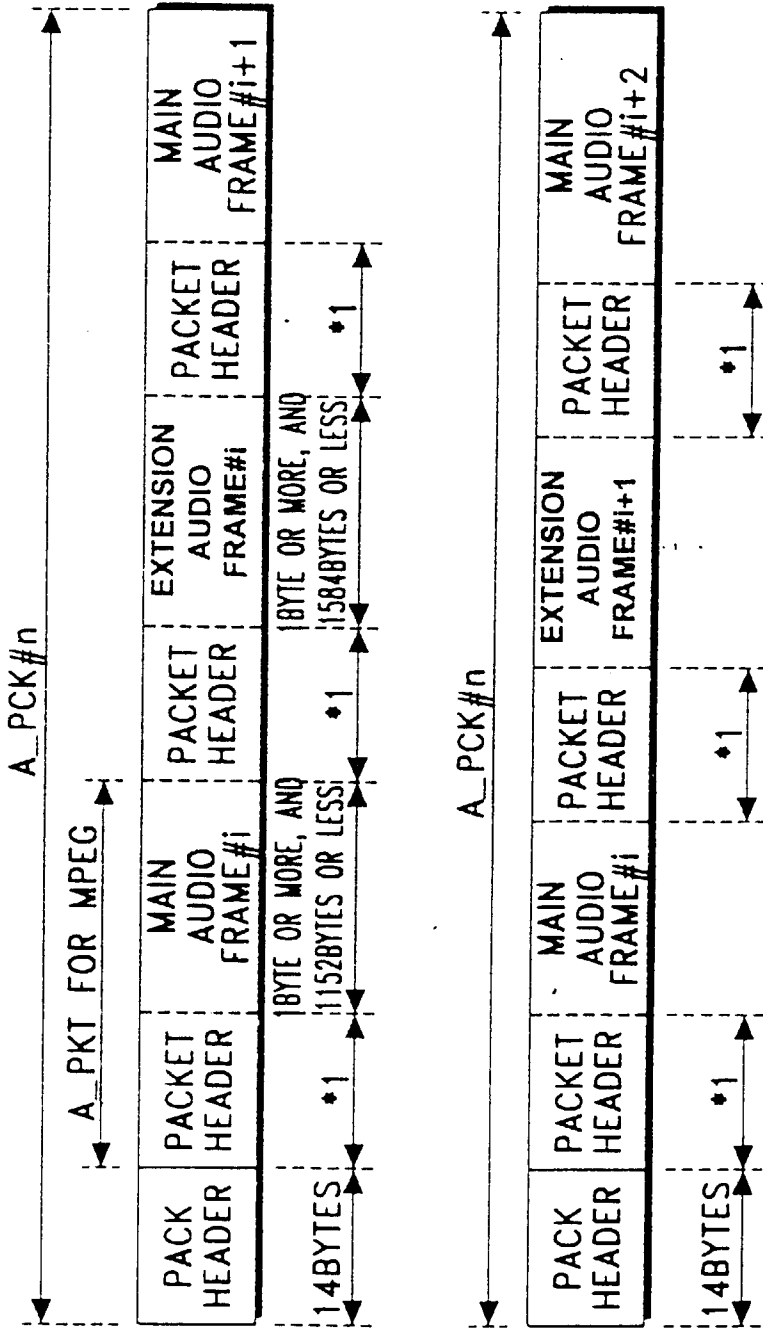 A_PCK#n
A_PKT FOR MPEG
PACK
HEADER
PACKET
HEADER
MAIN
AUDIO
FRAME#i
PACKET
HEADER
EXTENSION
AUDIO
FRAME#i
PACKET
HEADER
MAIN
AUDIO
FRAME#i+1
14BYTES
*1
1BYTE OR MORE, AND
1152BYTES OR LESS
*1
1BYTE OR MORE, AND
1584BYTES OR LESS
*1
A_PCK#n
PACK
HEADER
PACKET
HEADER
MAIN
AUDIO
FRAME#i
PACKET
HEADER
EXTENSION
AUDIO
FRAME#i+1
PACKET
HEADER
MAIN
AUDIO
FRAME#i+2
14BYTES
*1
*1
*1